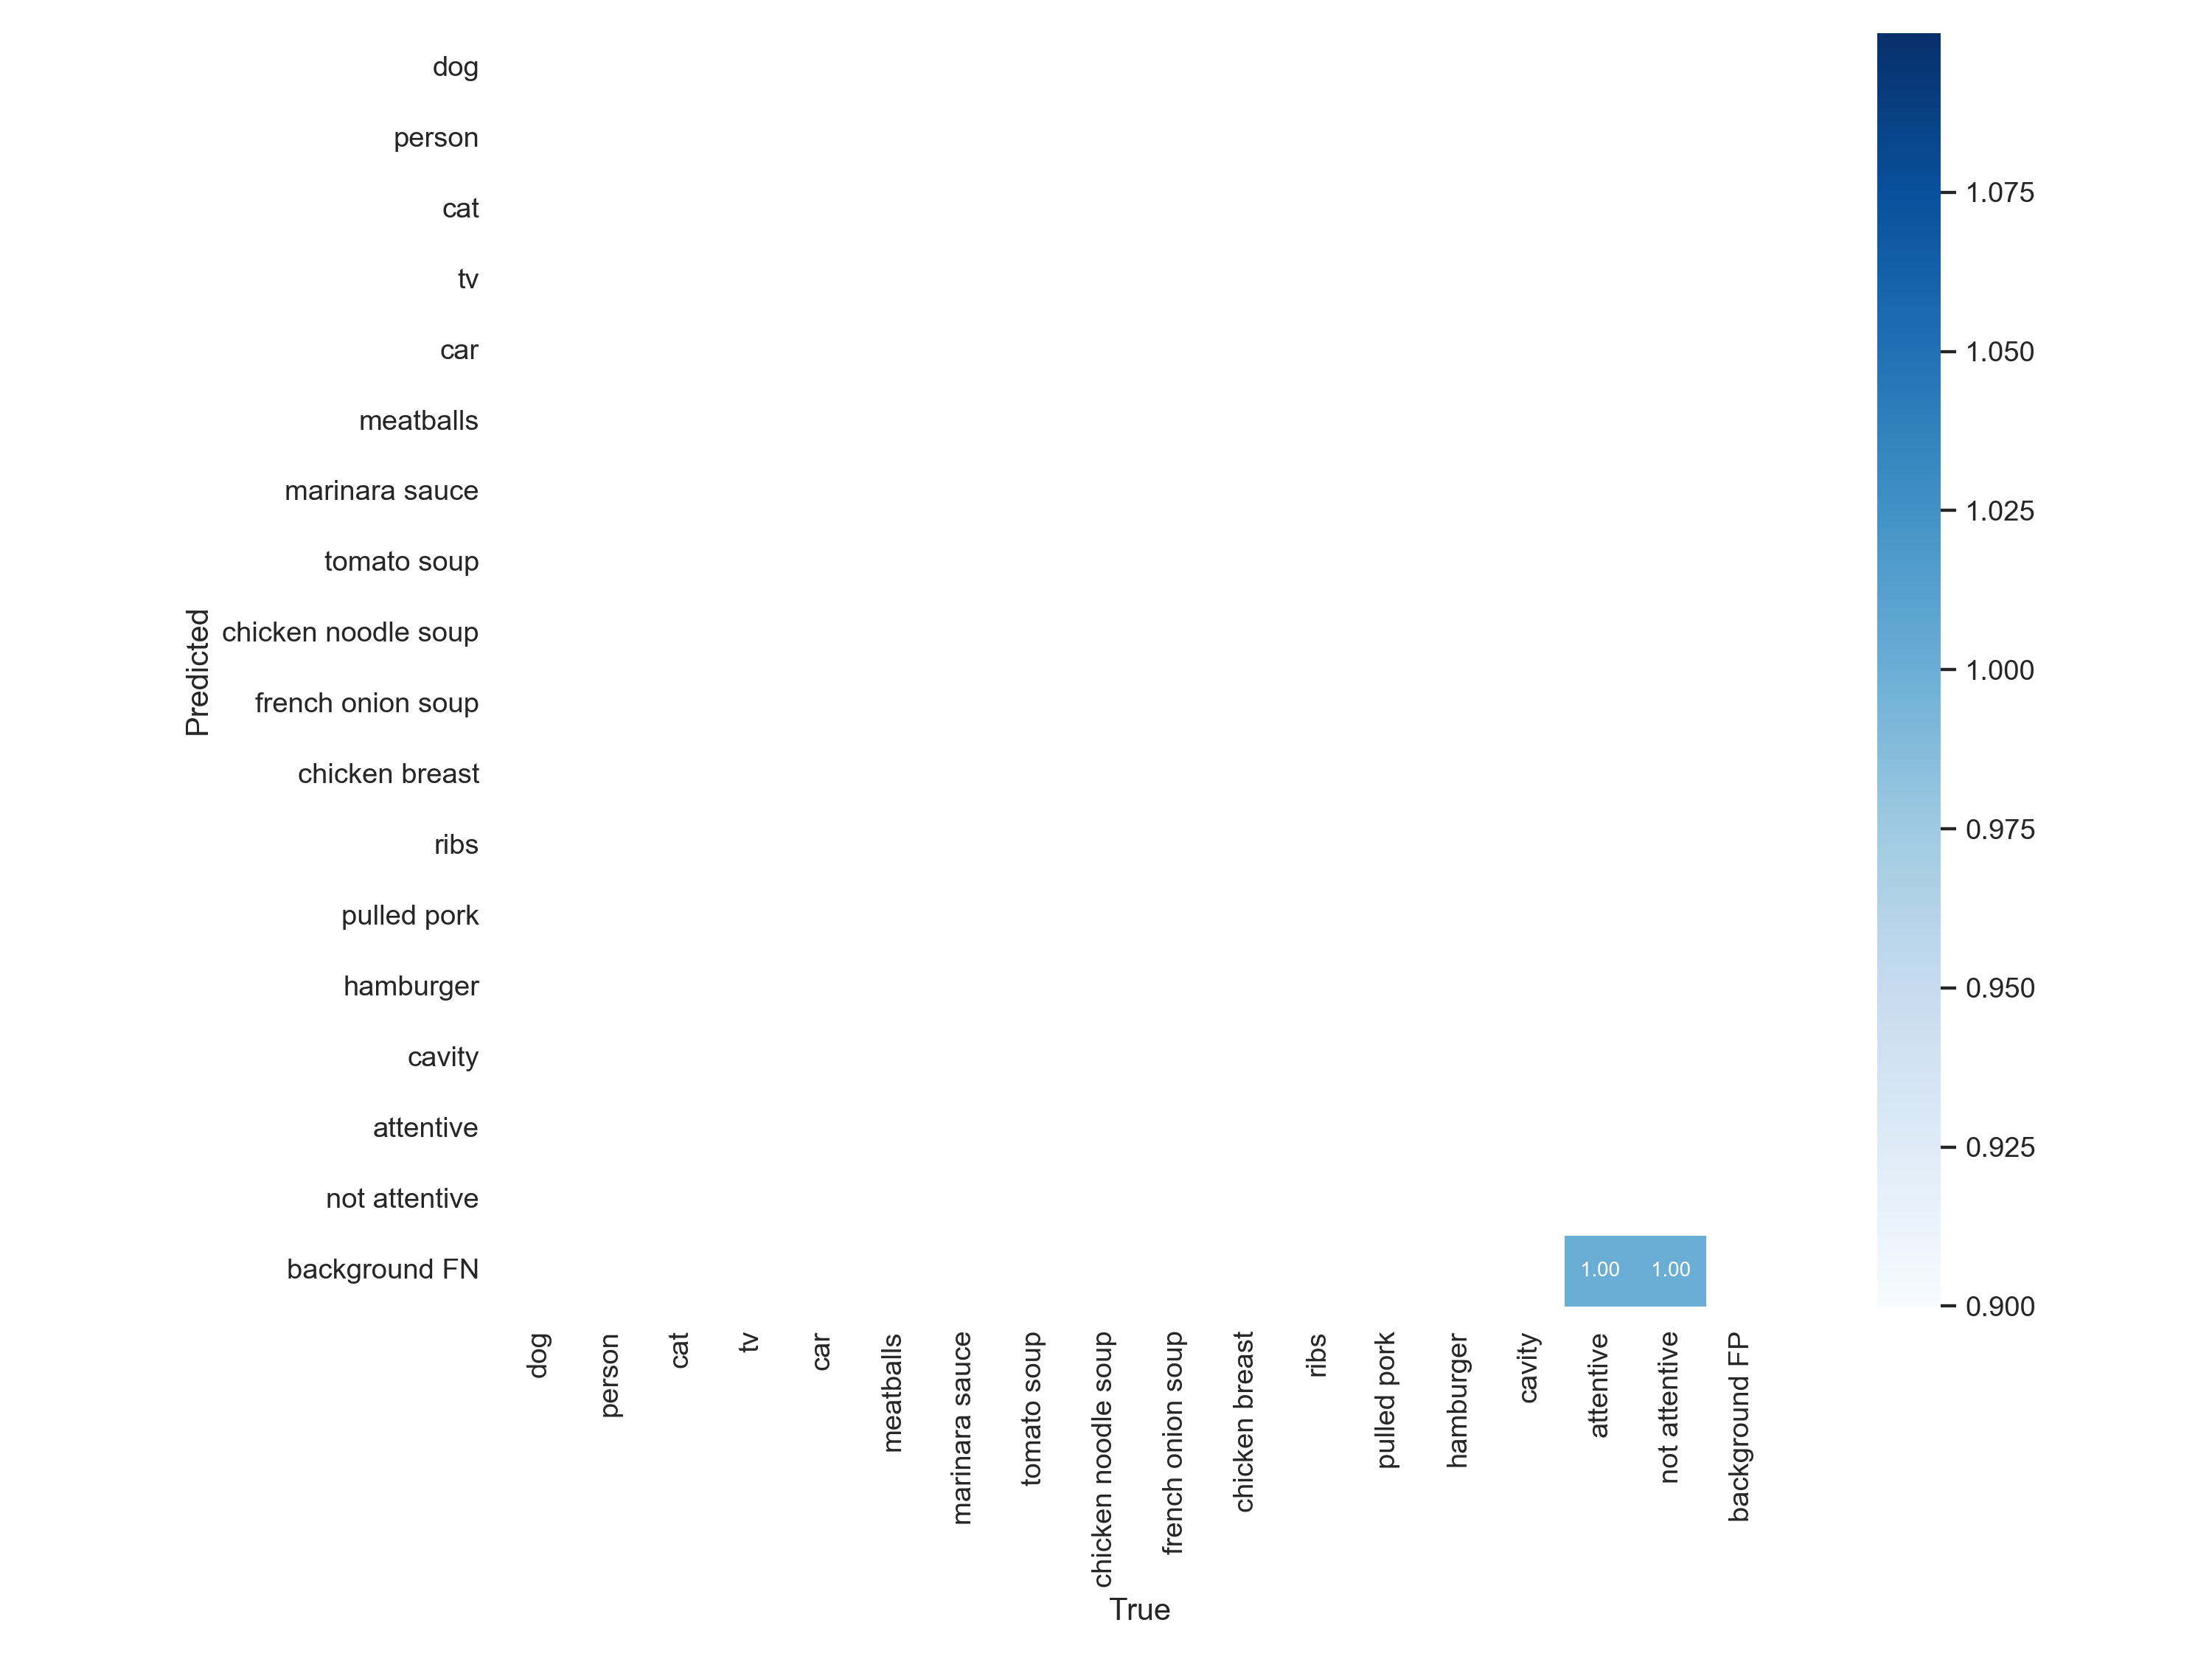 dog
person
cat
tv
car
meatballs
marinara sauce
tomato soup
chicken noodle soup
french onion soup
chicken breast
ribs
pulled pork
hamburger
cavity
attentive
not attentive
background FN
Predicted
1.00 1.00
dog
person
cat
tv
car
meatballs
marinara sauce
tomato soup
chicken noodle soup
french onion soup
chicken breast
ribs
pulled pork
hamburger
cavity
attentive
not attentive
background FP
True
1.075
1.050
1.025
1.000
0.975
0.950
0.925
0.900